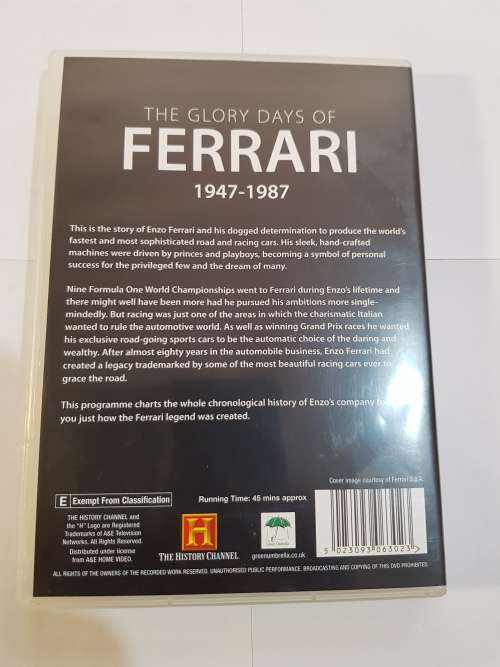 THE GLORY DAYS OF
FERRARI
1947-1987
This is the story of Enzo Ferrari and his dogged determination to produce the world's
fastest and most sophisticated road and racing cars. His sleek, hand-crafted
machines were driven by princes and playboys, becoming a symbol of personal
success for the privileged few and the dream of many.
Nine Formula One World Championships went to Ferrari during Enzo's lifetime and
there might well have been more had he pursued his ambitions more single-
mindedly. But racing was just one of the areas in which the charismatic Italian
wanted to rule the automotive world. As well as winning Grand Prix races he wanted
his exclusive road-going sports cars to be the automatic choice of the daring and
wealthy. After almost eighty years in the automobile business, Enzo Ferrari had
created a legacy trademarked by some of the most beautiful racing cars ever to
grace the road.
This programme charts the whole chronological history of Enzo's company
you just how the Ferrari legend was created.
Cover image courtesy of Ferrari S.p.A.
E Exempt From Classification
Running Time: 45 mins approx
THE HISTORY CHANNEL and
the "H" Logo are Registered
Trademarks of A&E Television
Networks. All Rights Reserved.
Distributed under license
from A&E HOME VIDEO.
H
THE HISTORY CHANNEL
greenumbrella.co.uk
5 023093 063023 >
ALL RIGHTS OF THE OWNERS OF THE RECORDED WORK RESERVED. UNAUTHORISED PUBLIC PERFORMANCE, BROADCASTING AND COPYING OF THIS DVD PROHIBITED.